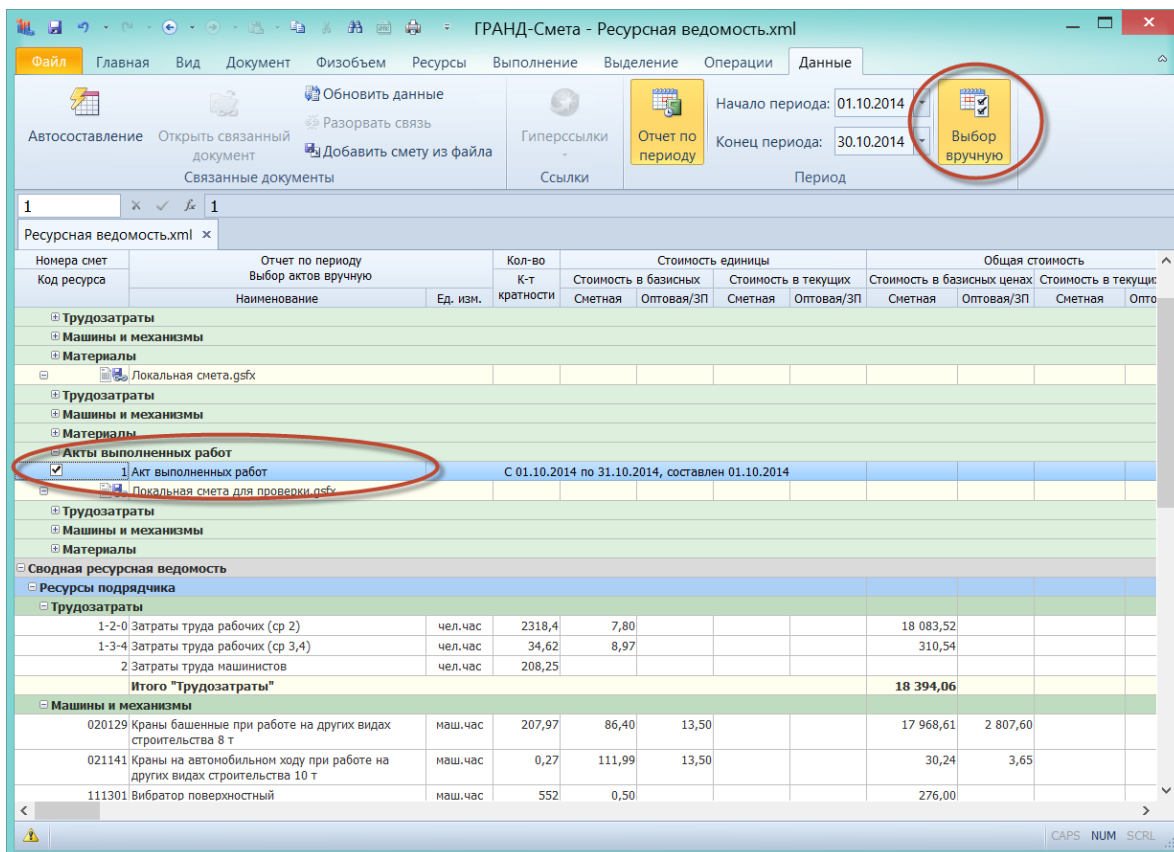 ГРАНД-Смета - Ресурсная ведомость.xml
Файл Главная Вид Документ Физобъем Ресурсы Выполнение Выделение Операции Данные
Автосоставление
Открыть связанный документ
Обновить данные
Разорвать связь
Добавить смету из файла
Связанные документы
Гиперссылки
Ссылки
Отчет по периоду
Начало периода: 01.10.2014
Конец периода: 30.10.2014
Выбор вручную
Период
1 fx 1
Ресурсная ведомость.xml ×
Номера смет Отчет по периоду Кол-во Стоимость единицы Общая стоимость
Код ресурса Выбор актов вручную К-т кратности Стоимость в базисных Стоимость в текущих Стоимость в базисных ценах Стоимость в текущих
Наименование Ед. изм. Сметная Оптовая/ЗП Сметная Оптовая/ЗП Сметная Оптовая/ЗП Сметная Опто
Трудозатраты
Машины и механизмы
Материалы
Локальная смета.gsfx
Трудозатраты
Машины и механизмы
Материалы
Акты выполненных работ
1 Акт выполненных работ С 01.10.2014 по 31.10.2014, составлен 01.10.2014
Локальная смета для проверки.gsfx
Трудозатраты
Машины и механизмы
Материалы
Сводная ресурсная ведомость
Ресурсы подрядчика
Трудозатраты
1-2-0 Затраты труда рабочих (ср 2) чел.час 2318,4 7,80 18 083,52
1-3-4 Затраты труда рабочих (ср 3,4) чел.час 34,62 8,97 310,54
2 Затраты труда машинистов чел.час 208,25
Итого "Трудозатраты" 18 394,06
Машины и механизмы
020129 Краны башенные при работе на других видах маш.час 207,97 86,40 13,50 17 968,61 2 807,60
строительства 8 т
021141 Краны на автомобильном ходу при работе на маш.час 0,27 111,99 13,50 30,24 3,65
других видах строительства 10 т
111301 Вибратор поверхностный маш.час 552 0,50 276,00
CAPS NUM SCRL